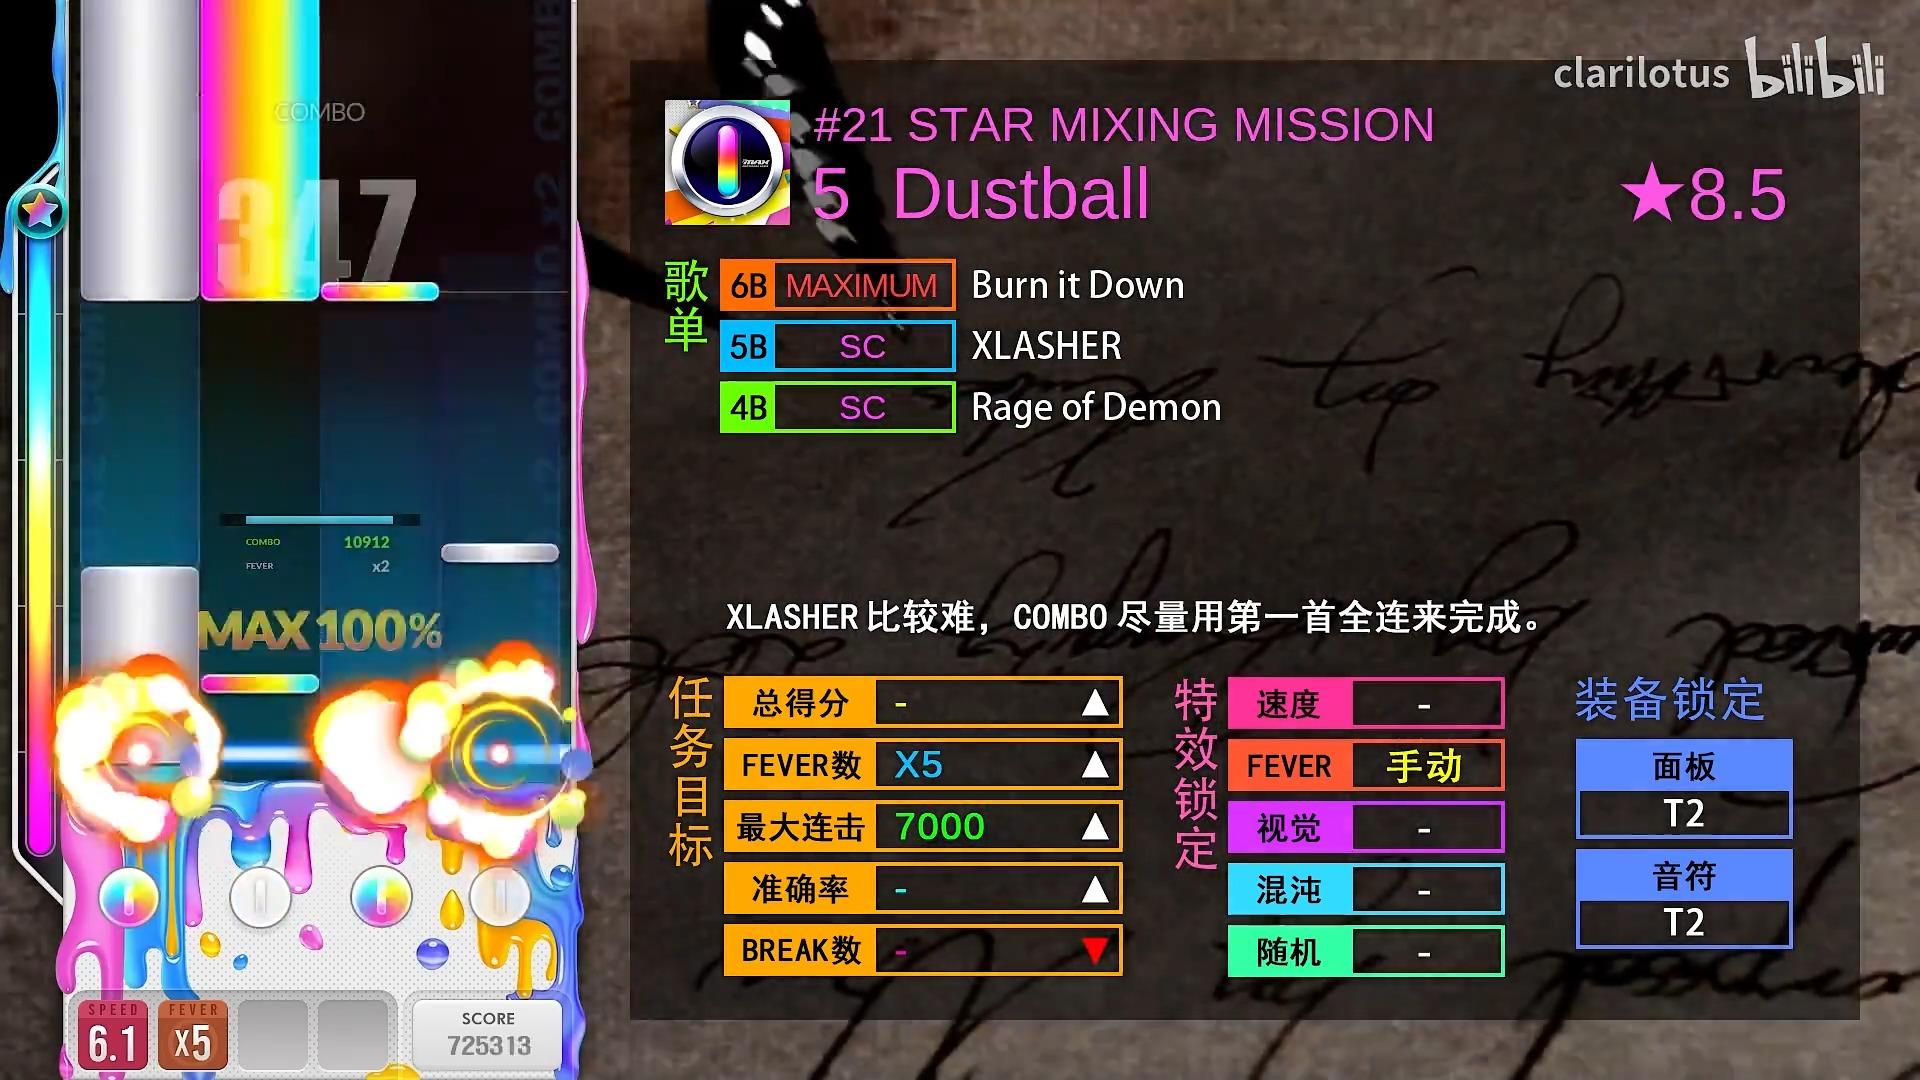 clarilotus bilibili
#21 STAR MIXING MISSION
5 Dustball
★8.5
歌单
6B MAXIMUM Burn it Down
5B SC XLASHER
4B SC Rage of Demon
XLASHER 比较难，COMBO 尽量用第一首全连来完成。
任务目标
总得分 - ▲
FEVER数 X5 ▲
最大连击 7000 ▲
准确率 - ▲
BREAK数 - ▼
特效锁定
速度 -
FEVER 手动
视觉 -
混沌 -
随机 -
装备锁定
面板
T2
音符
T2
COMBO
347
COMBO 10912
FEVER x2
MAX 100%
SPEED
6.1
FEVER
X5
SCORE
725313